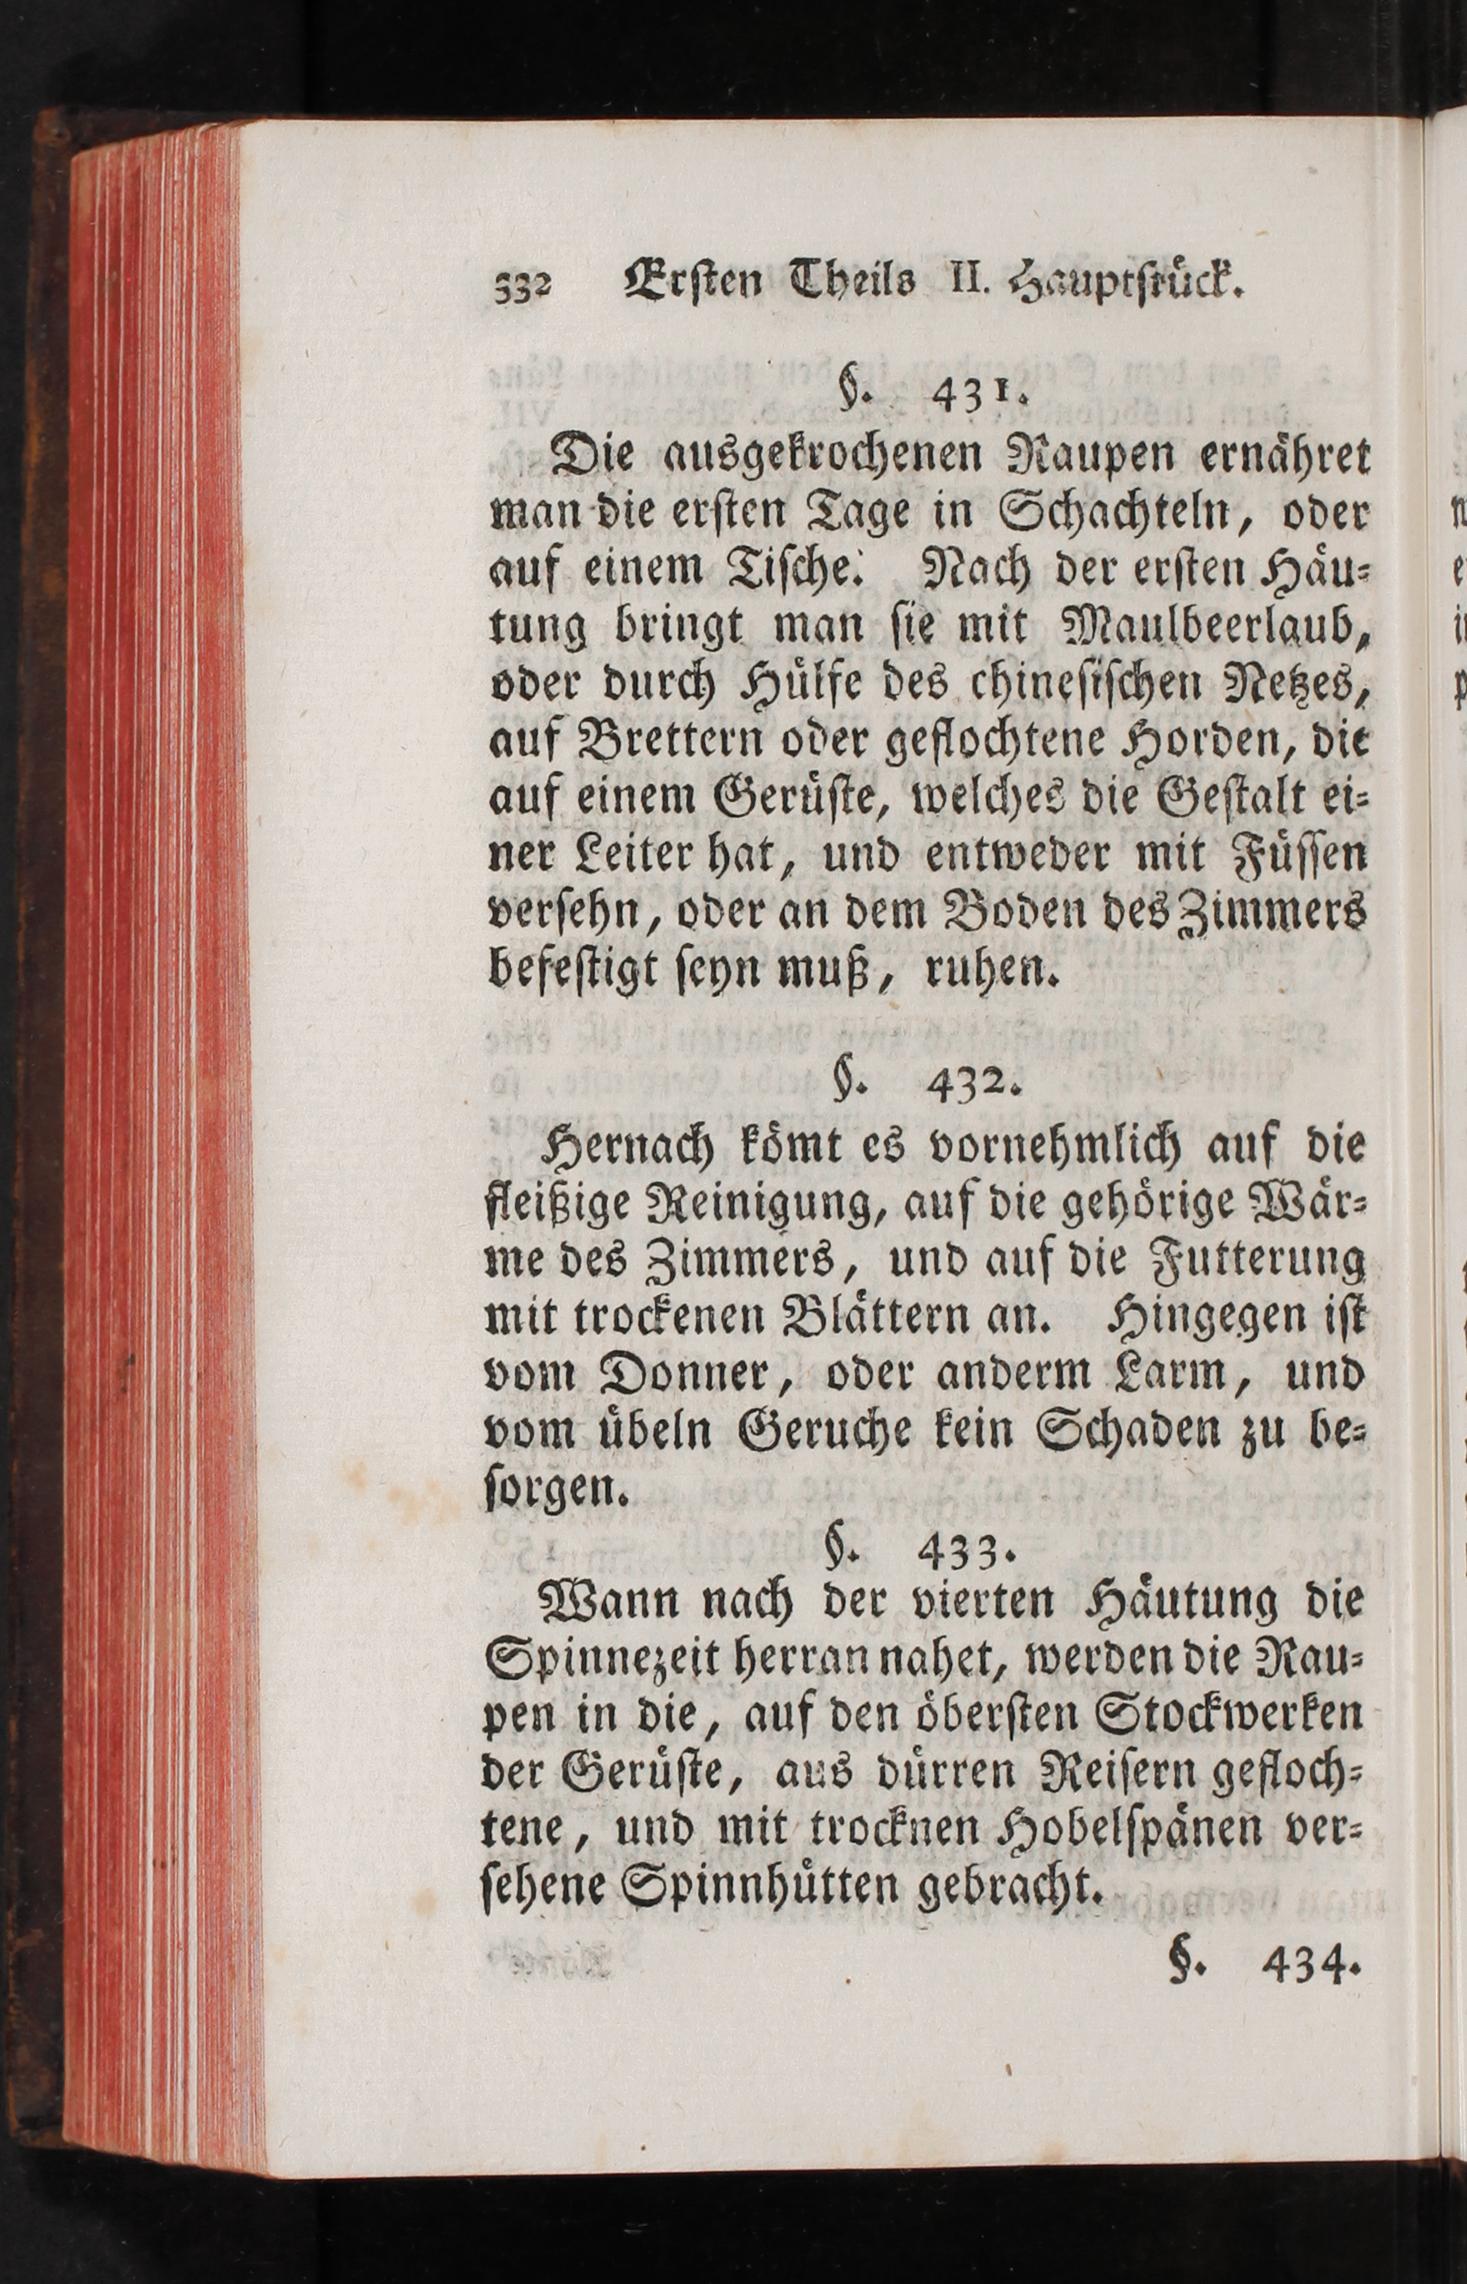 332 Ersten Theils II. Hauptstück.
§. 431.
Die ausgekrochenen Raupen ernähret
man die ersten Tage in Schachteln, oder
auf einem Tische. Nach der ersten Häu-
tung bringt man sie mit Maulbeerlaub,
oder durch Hülfe des chinesischen Netzes,
auf Brettern oder geflochtene Horden, die
auf einem Gerüste, welches die Gestalt ei-
ner Leiter hat, und entweder mit Füssen
versehn, oder an dem Boden des Zimmers
befestigt seyn muß, ruhen.
§. 432.
Hernach kömt es vornehmlich auf die
fleißige Reinigung, auf die gehörige Wär-
me des Zimmers, und auf die Futterung
mit trockenen Blättern an. Hingegen ist
vom Donner, oder anderm Larm, und
vom übeln Geruche kein Schaden zu be-
sorgen.
§. 433.
Wann nach der vierten Häutung die
Spinnezeit herran nahet, werden die Rau-
pen in die, auf den öbersten Stockwerken
der Gerüste, aus dürren Reisern gefloch-
tene, und mit trocknen Hobelspänen ver-
sehene Spinnhütten gebracht.
§. 434.